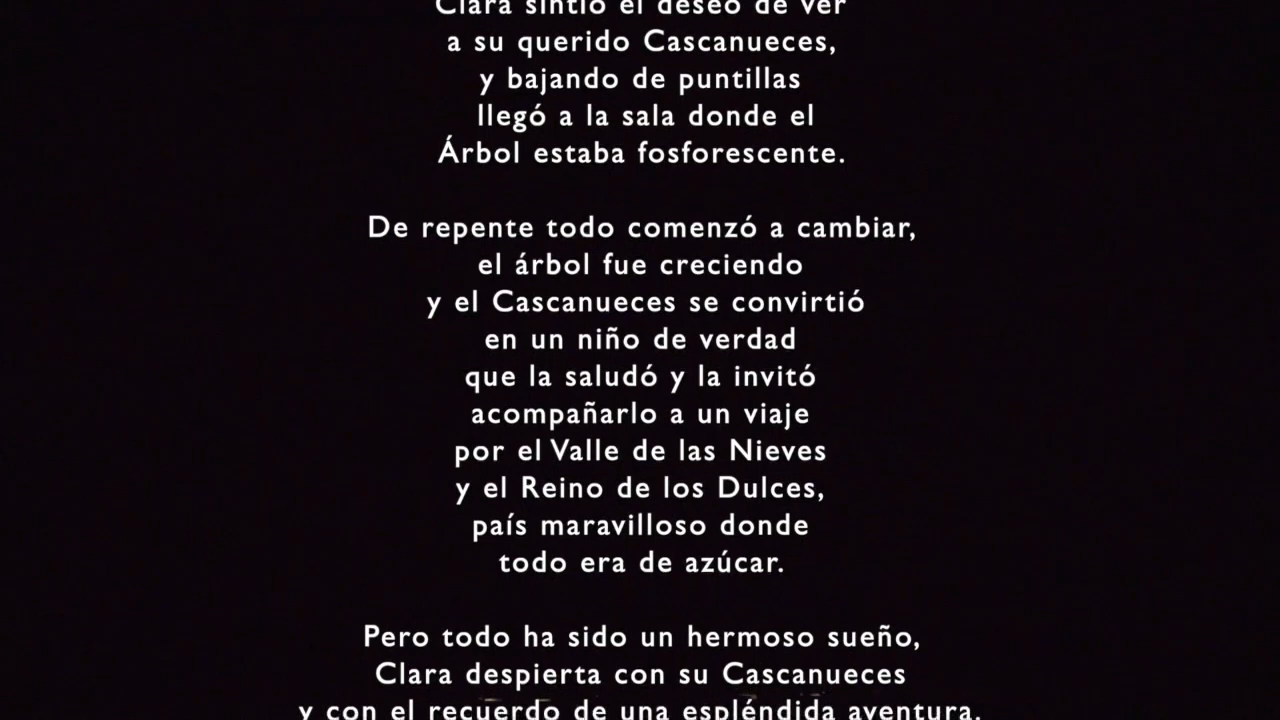 Clara sintió el deseo de ver
a su querido Cascanueces,
y bajando de puntillas
llegó a la sala donde el
Árbol estaba fosforescente.
De repente todo comenzó a cambiar,
el árbol fue creciendo
y el Cascanueces se convirtió
en un niño de verdad
que la saludó y la invitó
acompañarlo a un viaje
por el Valle de las Nieves
y el Reino de los Dulces,
país maravilloso donde
todo era de azúcar.
Pero todo ha sido un hermoso sueño,
Clara despierta con su Cascanueces
y con el recuerdo de una espléndida aventura.